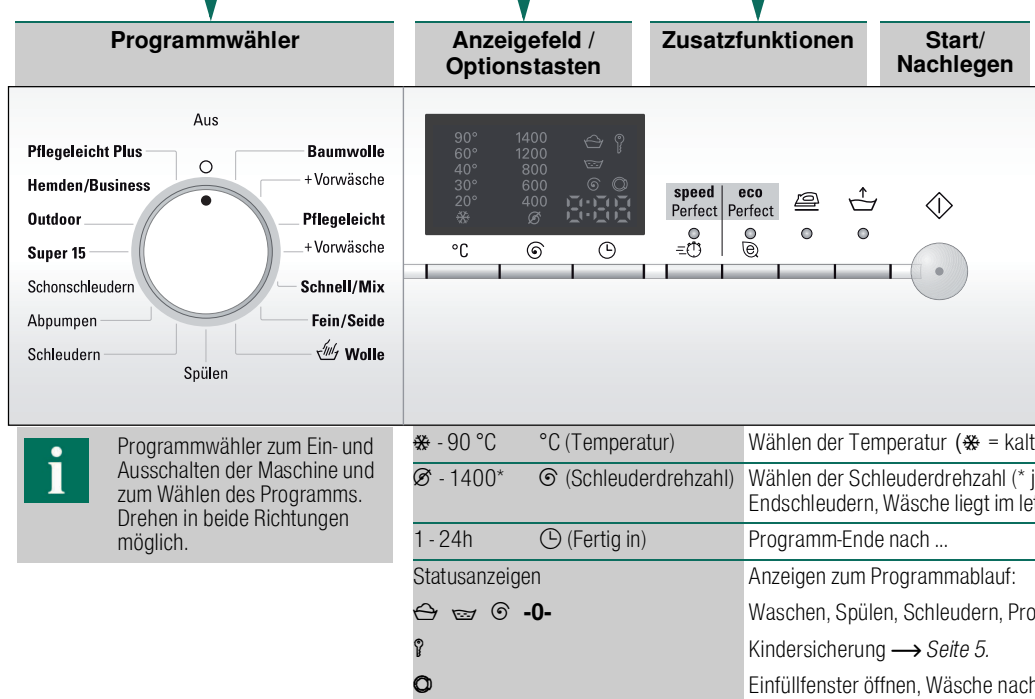 Programmwähler
Anzeigefeld /
Optionstasten
Zusatzfunktionen
Start/
Nachlegen
Aus
Pflegeleicht Plus
Hemden/Business
Outdoor
Super 15
Schonschleudern
Abpumpen
Schleudern
Spülen
Baumwolle
+Vorwäsche
Pflegeleicht
+Vorwäsche
Schnell/Mix
Fein/Seide
Wolle
90° 1400
60° 1200
40° 800
30° 600
20° 400
8:88
°C
speed eco
Perfect Perfect
i
Programmwähler zum Ein- und
Ausschalten der Maschine und
zum Wählen des Programms.
Drehen in beide Richtungen
möglich.
- 90 °C °C (Temperatur) Wählen der Temperatur ( = kalt
- 1400* (Schleuderdrehzahl) Wählen der Schleuderdrehzahl (*
Endschleudern, Wäsche liegt im
1 - 24h (Fertig in) Programm-Ende nach ...
Statusanzeigen Anzeigen zum Programmablauf:
-0- Waschen, Spülen, Schleudern,
Kindersicherung → Seite 5.
Einfüllfenster öffnen, Wäsche